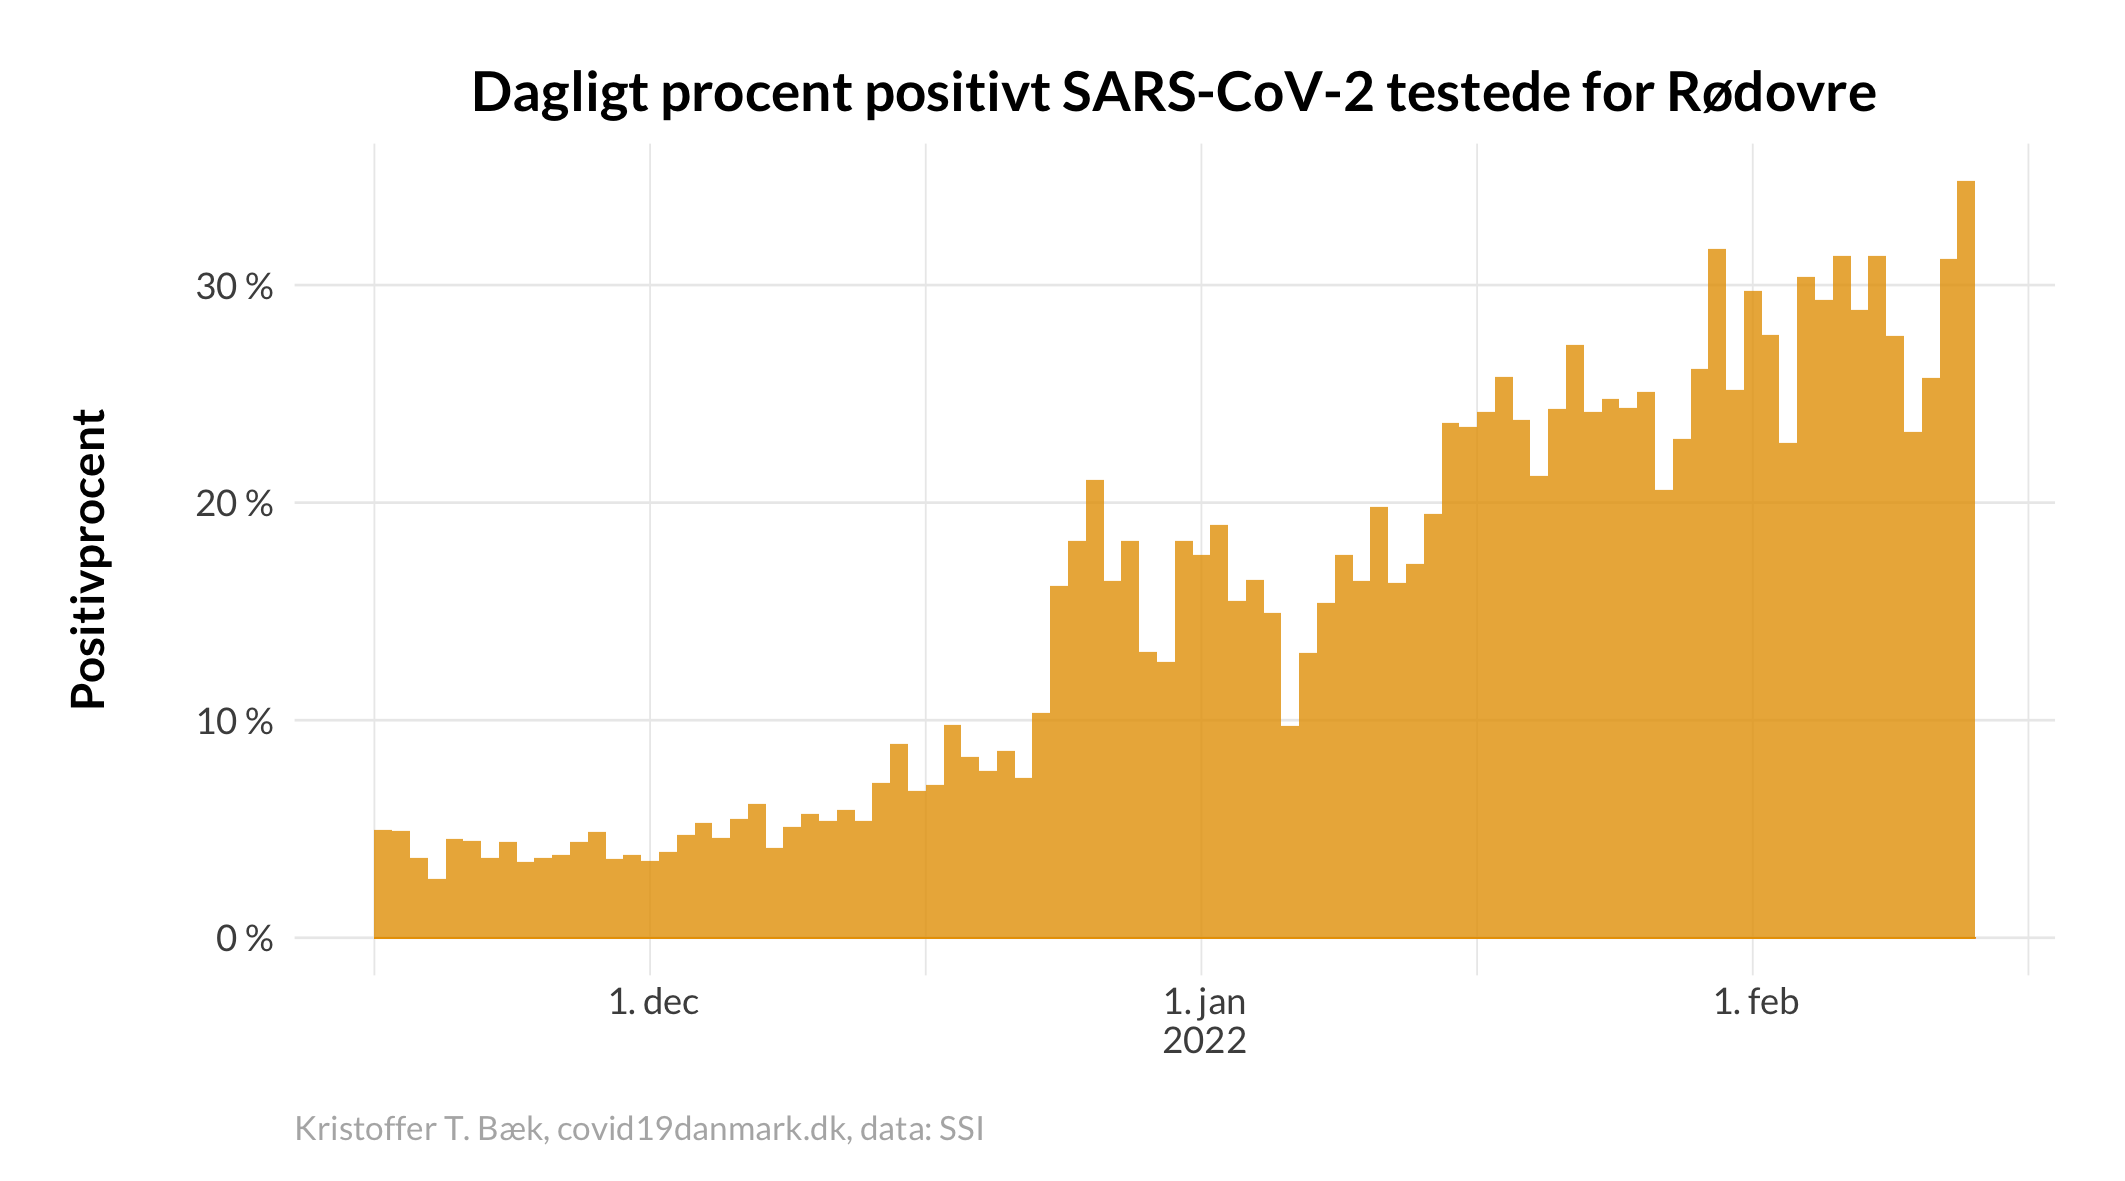 Dagligt procent positivt SARS-CoV-2 testede for Rødovre
Positivprocent
30 %
20 %
10 %
0 %
1. dec
1. jan
2022
1. feb
Kristoffer T. Bæk, covid19danmark.dk, data: SSI